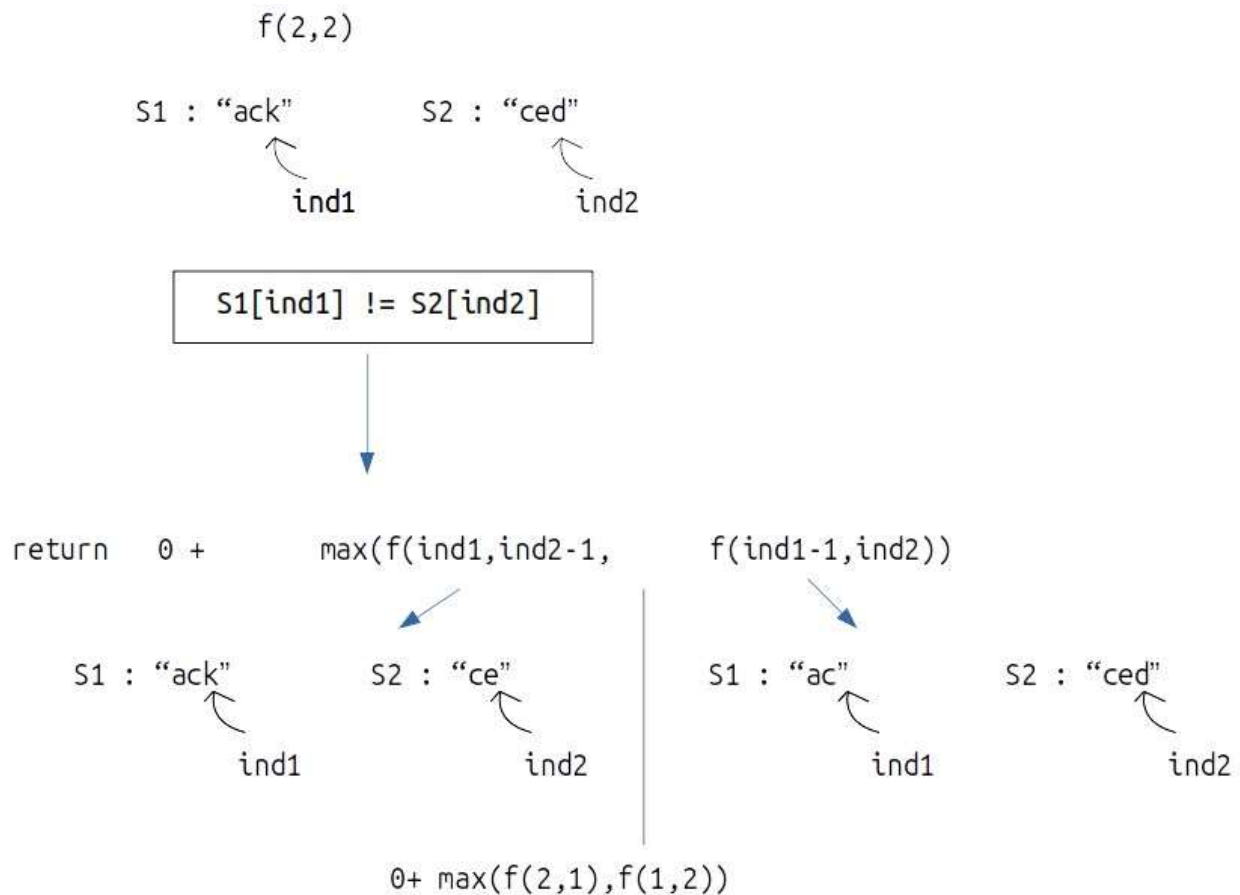 f(2,2)
S1 : “ack” S2 : “ced”
ind1 ind2
S1[ind1] != S2[ind2]
return 0 + max(f(ind1,ind2-1, f(ind1-1,ind2))
S1 : “ack” S2 : “ce” S1 : “ac” S2 : “ced”
ind1 ind2 ind1 ind2
0+ max(f(2,1),f(1,2))